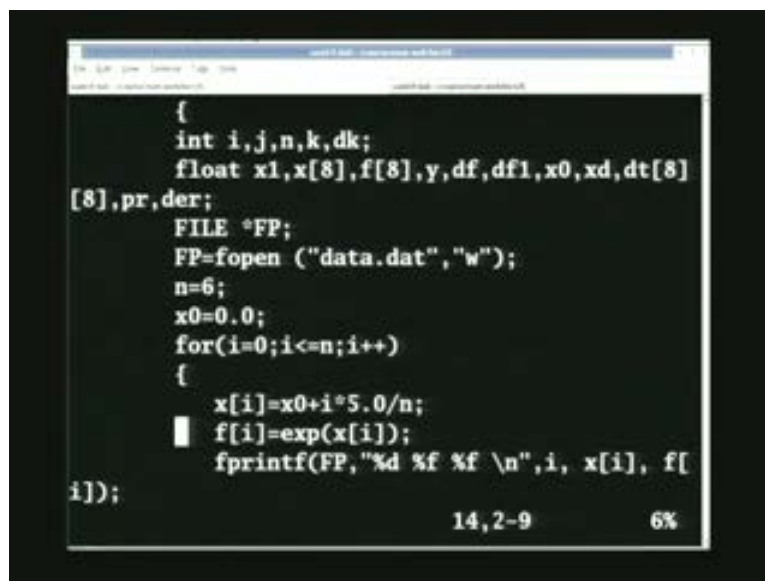 {
int i,j,n,k,dk;
float x1,x[8],f[8],y,df,df1,x0,xd,dt[8]
[8],pr,der;
FILE *FP;
FP=fopen ("data.dat","w");
n=6;
x0=0.0;
for(i=0;i<=n;i++)
{
x[i]=x0+i*5.0/n;
f[i]=exp(x[i]);
fprintf(FP,"%d %f %f \n",i, x[i], f[
i]);
14,2-9 6%